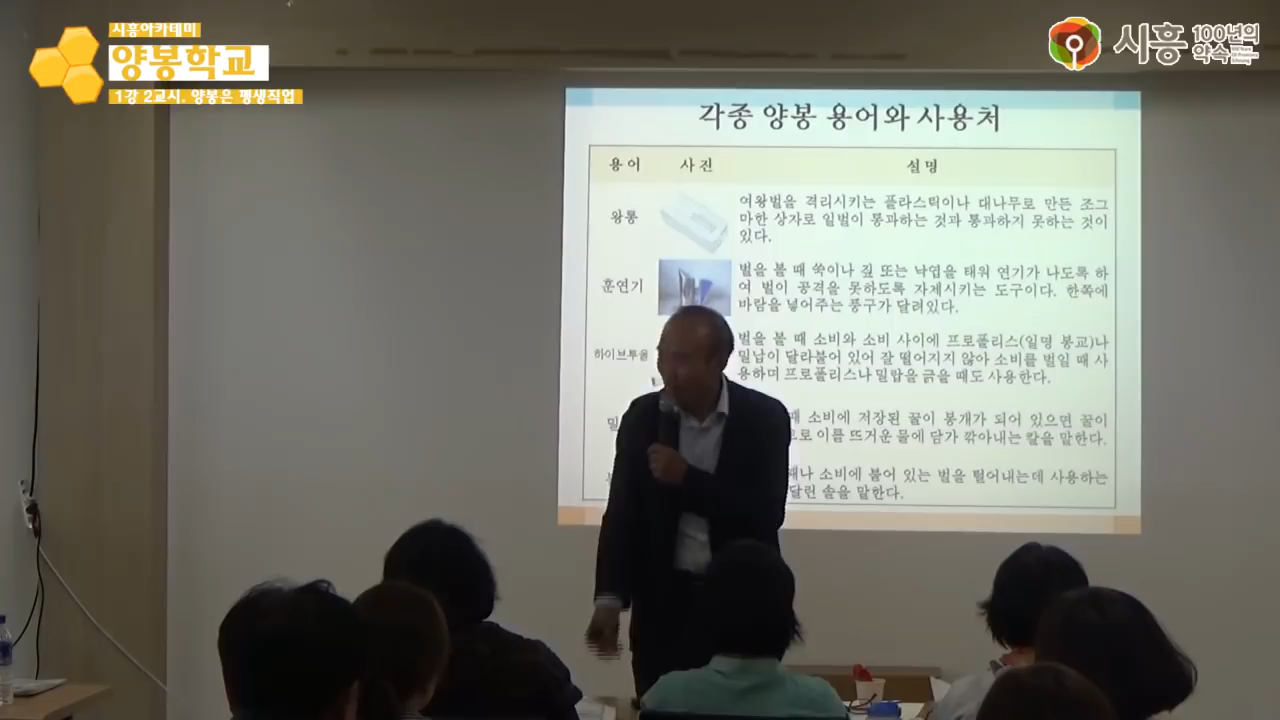 시흥아카데미
양봉학교
1강 2교시. 양봉은 평생직업
시흥 100년의
약속
각종 양봉 용어와 사용처
용어 사진 설명
왕롱
여왕벌을 격리시키는 플라스틱이나 대나무로 만든 조그
마한 상자로 일벌이 통과하는 것과 통과하지 못하는 것이
있다.
훈연기
벌을 볼 때 쑥이나 짚 또는 낙엽을 태워 연기가 나도록 하
여 벌이 공격을 못하도록 자제시키는 도구이다. 한쪽에
바람을 넣어주는 풍구가 달려있다.
하이브투울
벌을 볼 때 소비와 소비 사이에 프로폴리스(일명 봉교)나
밀납이 달라붙어 있어 잘 떨어지지 않아 소비를 벌일 때 사
용하며 프로폴리스나 밀랍을 긁을 때도 사용한다.
때 소비에 저장된 꿀이 봉개가 되어 있으면 꿀이
으로 이를 뜨거운 물에 담가 깎아내는 칼을 말한다.
소비에 붙어 있는 벌을 털어내는데 사용하는
달린 솔을 말한다.